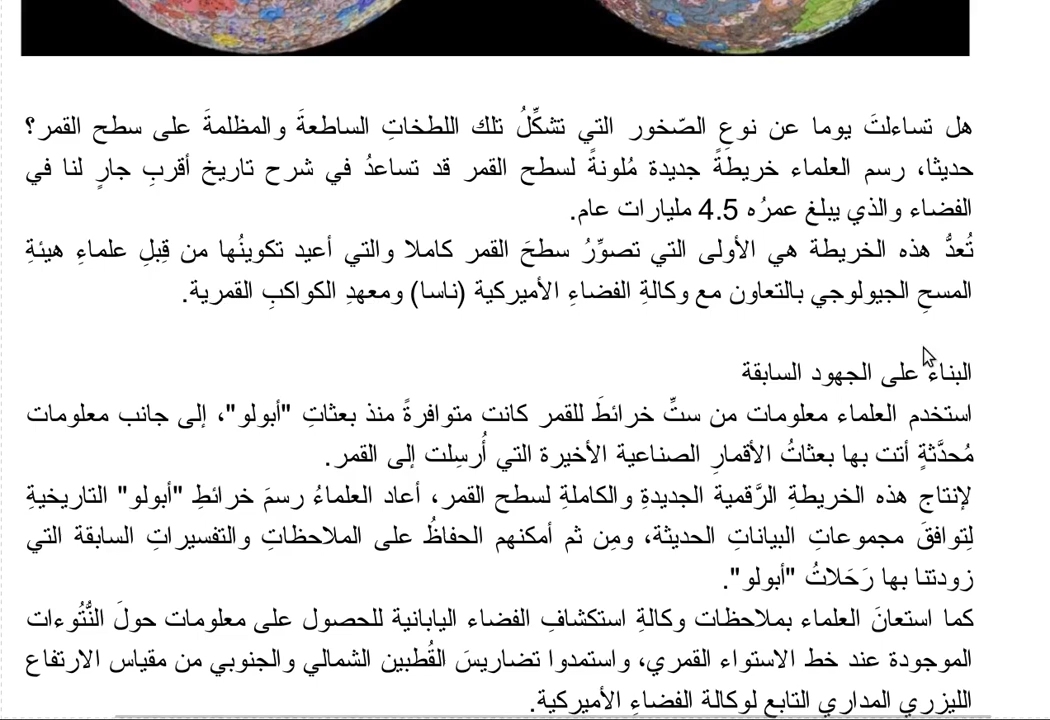 هل تساءلتَ يوما عن نوعِ الصّخور التي تشكِّلُ تلك اللطخاتِ الساطعةَ والمظلمةَ على سطح القمر؟
حديثا، رسم العلماء خريطةً جديدة مُلونةً لسطح القمر قد تساعدُ في شرح تاريخ أقربِ جارٍ لنا في
الفضاء والذي يبلغ عمرُه 4.5 مليارات عام.
تُعدُّ هذه الخريطة هي الأولى التي تصوِّرُ سطحَ القمر كاملا والتي أعيد تكوينُها من قِبلِ علماءِ هيئةِ
المسحِ الجيولوجي بالتعاون مع وكالةِ الفضاءِ الأميركية (ناسا) ومعهدِ الكواكبِ القمرية.
البناءُ على الجهود السابقة
استخدم العلماء معلومات من ستِّ خرائطَ للقمر كانت متوافرةً منذ بعثاتِ "أبولو"، إلى جانب معلومات
مُحدَّثةٍ أتت بها بعثاتُ الأقمارِ الصناعية الأخيرة التي أُرسِلت إلى القمر.
لإنتاج هذه الخريطةِ الرَّقمية الجديدةِ والكاملةِ لسطح القمر، أعاد العلماءُ رسمَ خرائطِ "أبولو" التاريخيةِ
لِتوافقَ مجموعاتِ البياناتِ الحديثة، ومِن ثم أمكنهم الحفاظُ على الملاحظاتِ والتفسيراتِ السابقة التي
زودتنا بها رَحَلاتُ "أبولو".
كما استعانَ العلماء بملاحظات وكالةِ استكشافِ الفضاء اليابانية للحصول على معلومات حولَ النُّتُوءات
الموجودة عند خط الاستواء القمري، واستمدوا تضاريسَ القُطبين الشمالي والجنوبي من مقياس الارتفاع
الليزري المداري التابع لوكالة الفضاءِ الأميركية.